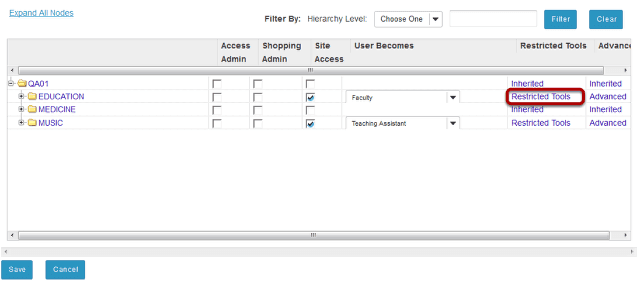 Expand All Nodes
Filter By: Hierarchy Level: Choose One Filter Clear
Access Shopping Site User Becomes Restricted Tools Advanc
Admin Admin Access
QA01 Inherited Inherited
EDUCATION Faculty Restricted Tools Advanced
MEDICINE Inherited Inherited
MUSIC Teaching Assistant Restricted Tools Advanced
Save Cancel